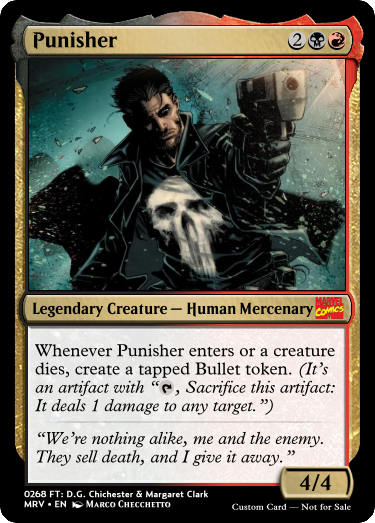 Punisher 2
Legendary Creature — Human Mercenary MARVEL COMICS
Whenever Punisher enters or a creature
dies, create a tapped Bullet token. (It's
an artifact with “, Sacrifice this artifact:
It deals 1 damage to any target.”)
“We're nothing alike, me and the enemy.
They sell death, and I give it away.”
4/4
0268 FT: D.G. Chichester & Margaret Clark
MRV • EN Marco Checchetto
Custom Card — Not for Sale